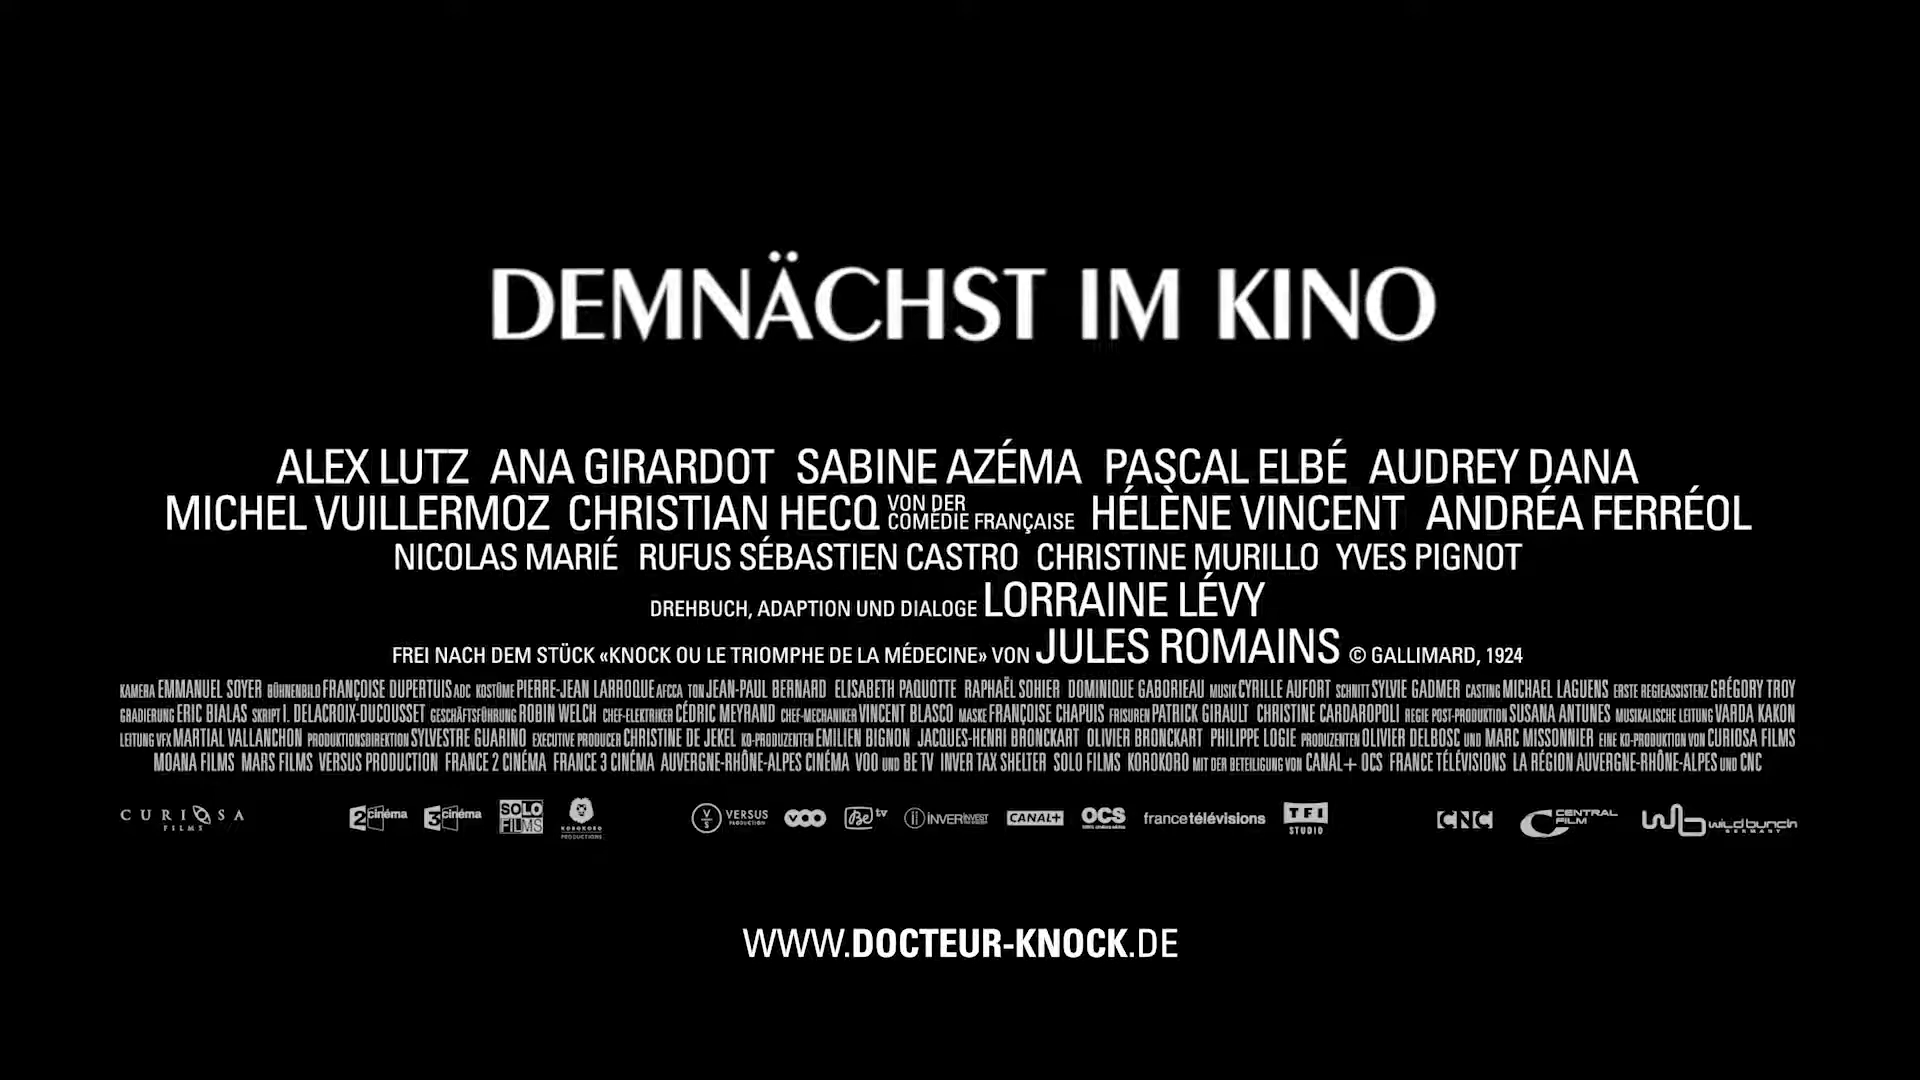 DEMNÄCHST IM KINO
ALEX LUTZ ANA GIRARDOT SABINE AZÉMA PASCAL ELBÉ AUDREY DANA
MICHEL VUILLERMOZ CHRISTIAN HECQ VON DER COMÉDIE FRANÇAISE HÉLÈNE VINCENT ANDRÉA FERRÉOL
NICOLAS MARIÉ RUFUS SÉBASTIEN CASTRO CHRISTINE MURILLO YVES PIGNOT
DREHBUCH, ADAPTION UND DIALOGE LORRAINE LÉVY
FREI NACH DEM STÜCK «KNOCK OU LE TRIOMPHE DE LA MÉDECINE» VON JULES ROMAINS © GALLIMARD, 1924
KAMERA EMMANUEL SOYER BÜHNENBILD FRANÇOISE DUPERTUIS ADC KOSTÜME PIERRE-JEAN LARROQUE AFCCA TON JEAN-PAUL BERNARD ELISABETH PAQUOTTE RAPHAËL SOHIER DOMINIQUE GABORIEAU MUSIK CYRILLE AUFORT SCHNITT SYLVIE GADMER CASTING MICHAEL LAGUENS ERSTE REGIEASSISTENZ GRÉGORY TROY
GRADIERUNG ERIC BIALAS SKRIPT I. DELACROIX-DUCOUSSET GESCHÄFTSFÜHRUNG ROBIN WELCH CHEF-ELEKTRIKER CÉDRIC MEYRAND CHEF-MECHANIKER VINCENT BLASCO MASKE FRANÇOISE CHAPUIS FRISUREN PATRICK GIRAULT CHRISTINE CARDAROPOLI REGIE POST-PRODUKTION SUSANA ANTUNES MUSIKALISCHE LEITUNG VARDA KAKON
LEITUNG VFX MARTIAL VALLANCHON PRODUKTIONSDIREKTION SYLVESTRE GUARINO EXECUTIVE PRODUCER CHRISTINE DE JEKEL KO-PRODUZENTEN EMILIEN BIGNON JACQUES-HENRI BRONCKART OLIVIER BRONCKART PHILIPPE LOGIE PRODUZENTEN OLIVIER DELBOSC UND MARC MISSONNIER EINE KO-PRODUKTION VON CURIOSA FILMS
MOANA FILMS MARS FILMS VERSUS PRODUCTION FRANCE 2 CINÉMA FRANCE 3 CINÉMA AUVERGNE-RHÔNE-ALPES CINÉMA VOO UND BE TV INVER TAX SHELTER SOLO FILMS KOROKORO MIT DER BETEILIGUNG VON CANAL+ OCS FRANCE TÉLÉVISIONS LA RÉGION AUVERGNE-RHÔNE-ALPES UND CNC
CURIOSA FILMS 2 cinéma 3 cinéma SOLO FILMS KOROKORO PRODUCTIONS V/S VERSUS PRODUCTION VOO Be tv INVERINVEST CANAL+ OCS francetélévisions TF1 STUDIO CNC CENTRAL FILM wild bunch GERMANY
WWW.DOCTEUR-KNOCK.DE